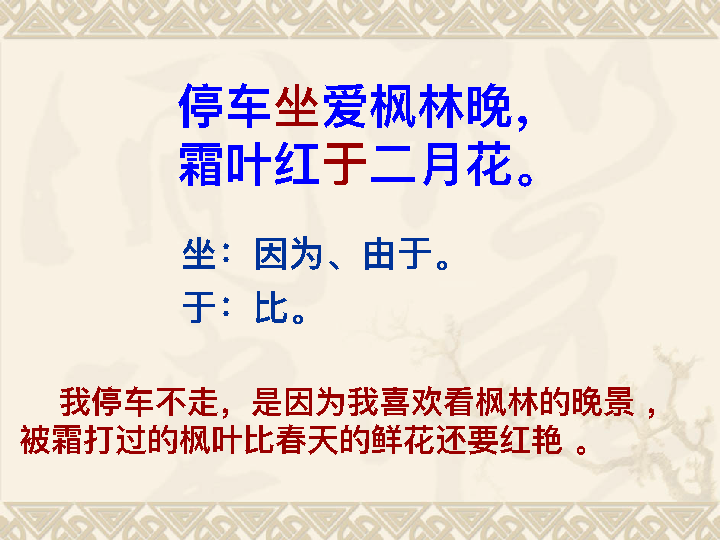 停车坐爱枫林晚，
霜叶红于二月花。
坐：因为、由于。
于：比。
我停车不走，是因为我喜欢看枫林的晚景，
被霜打过的枫叶比春天的鲜花还要红艳。